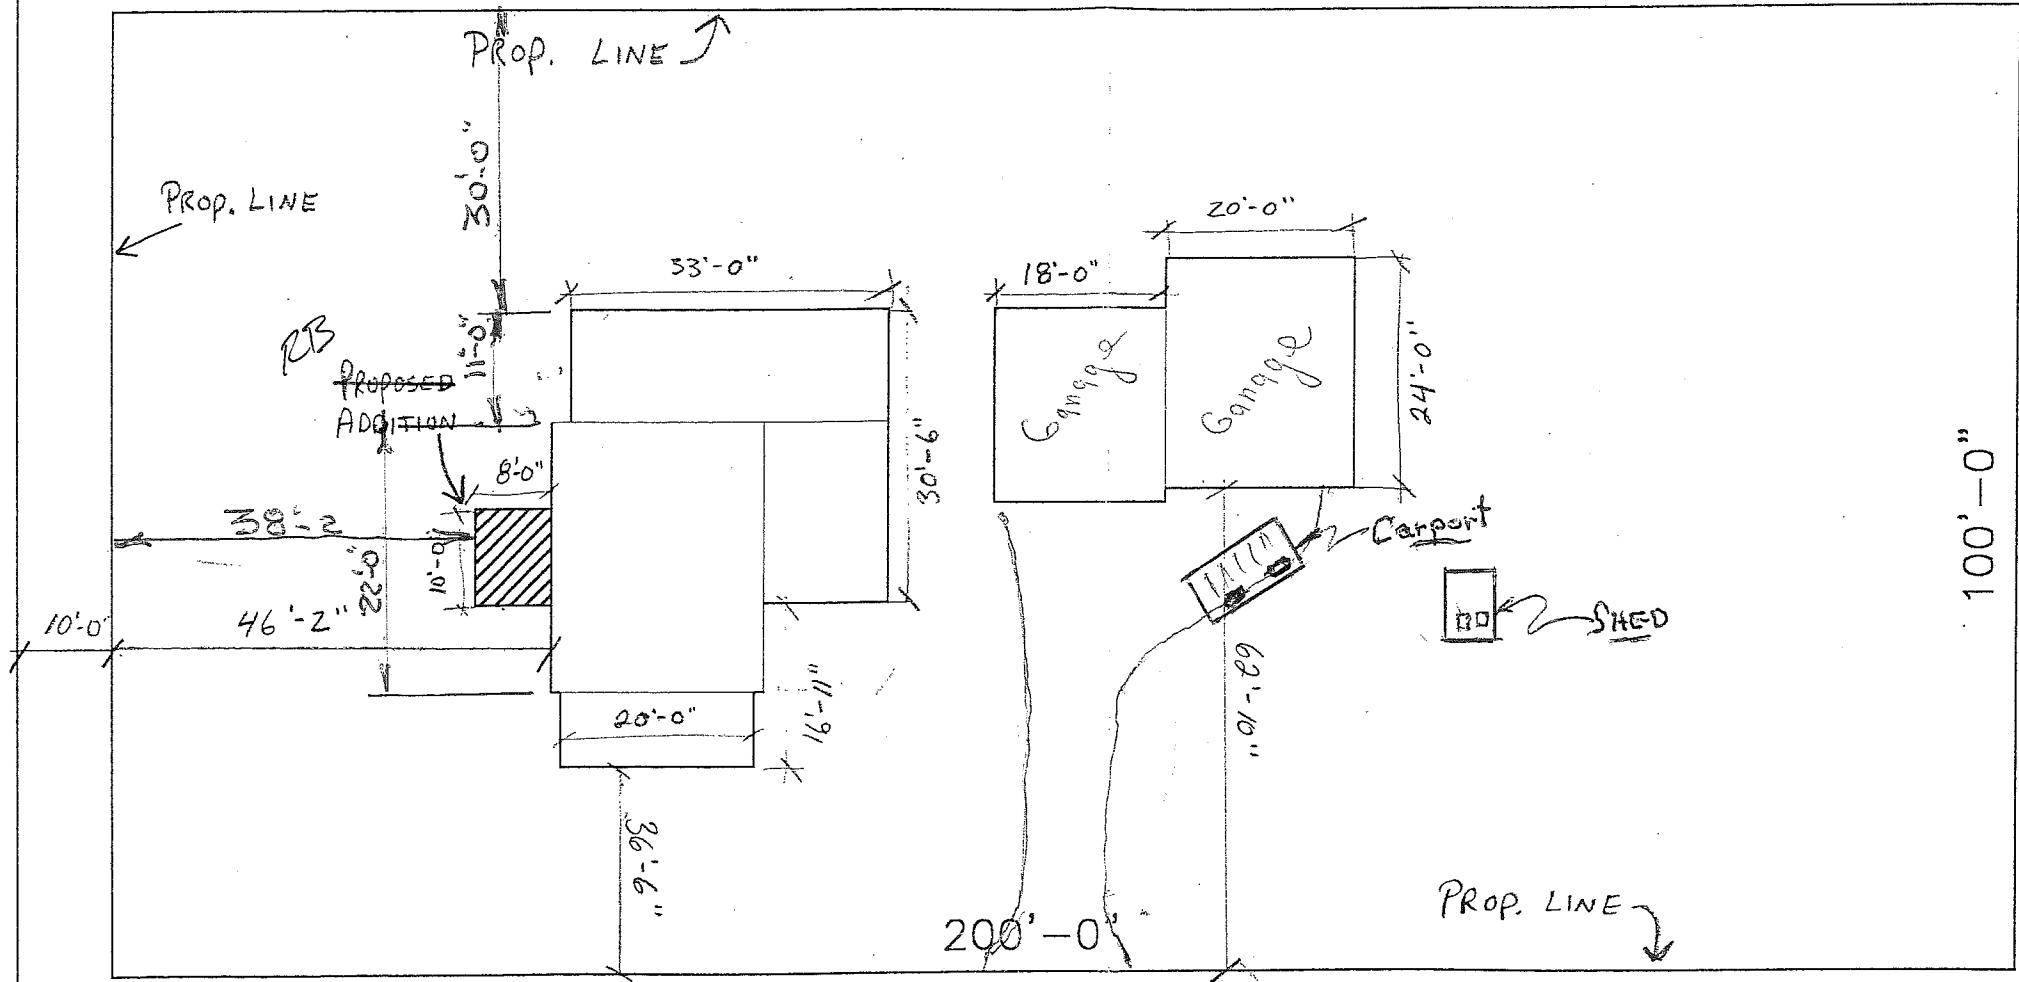 PROP. LINE
30'-0"
PROP. LINE
20'-0"
33'-0"
18'-0"
RB
11'-0"
PROPOSED
ADDITION
Garage
Garage
24'-0"
8'-0"
30'-6"
100'-0"
38'-2
10'-0
22'-0"
Carport
SHED
10'-0
46'-2"
62'-10"
20'-0"
16'-11"
36'-6"
200'-0"
PROP. LINE